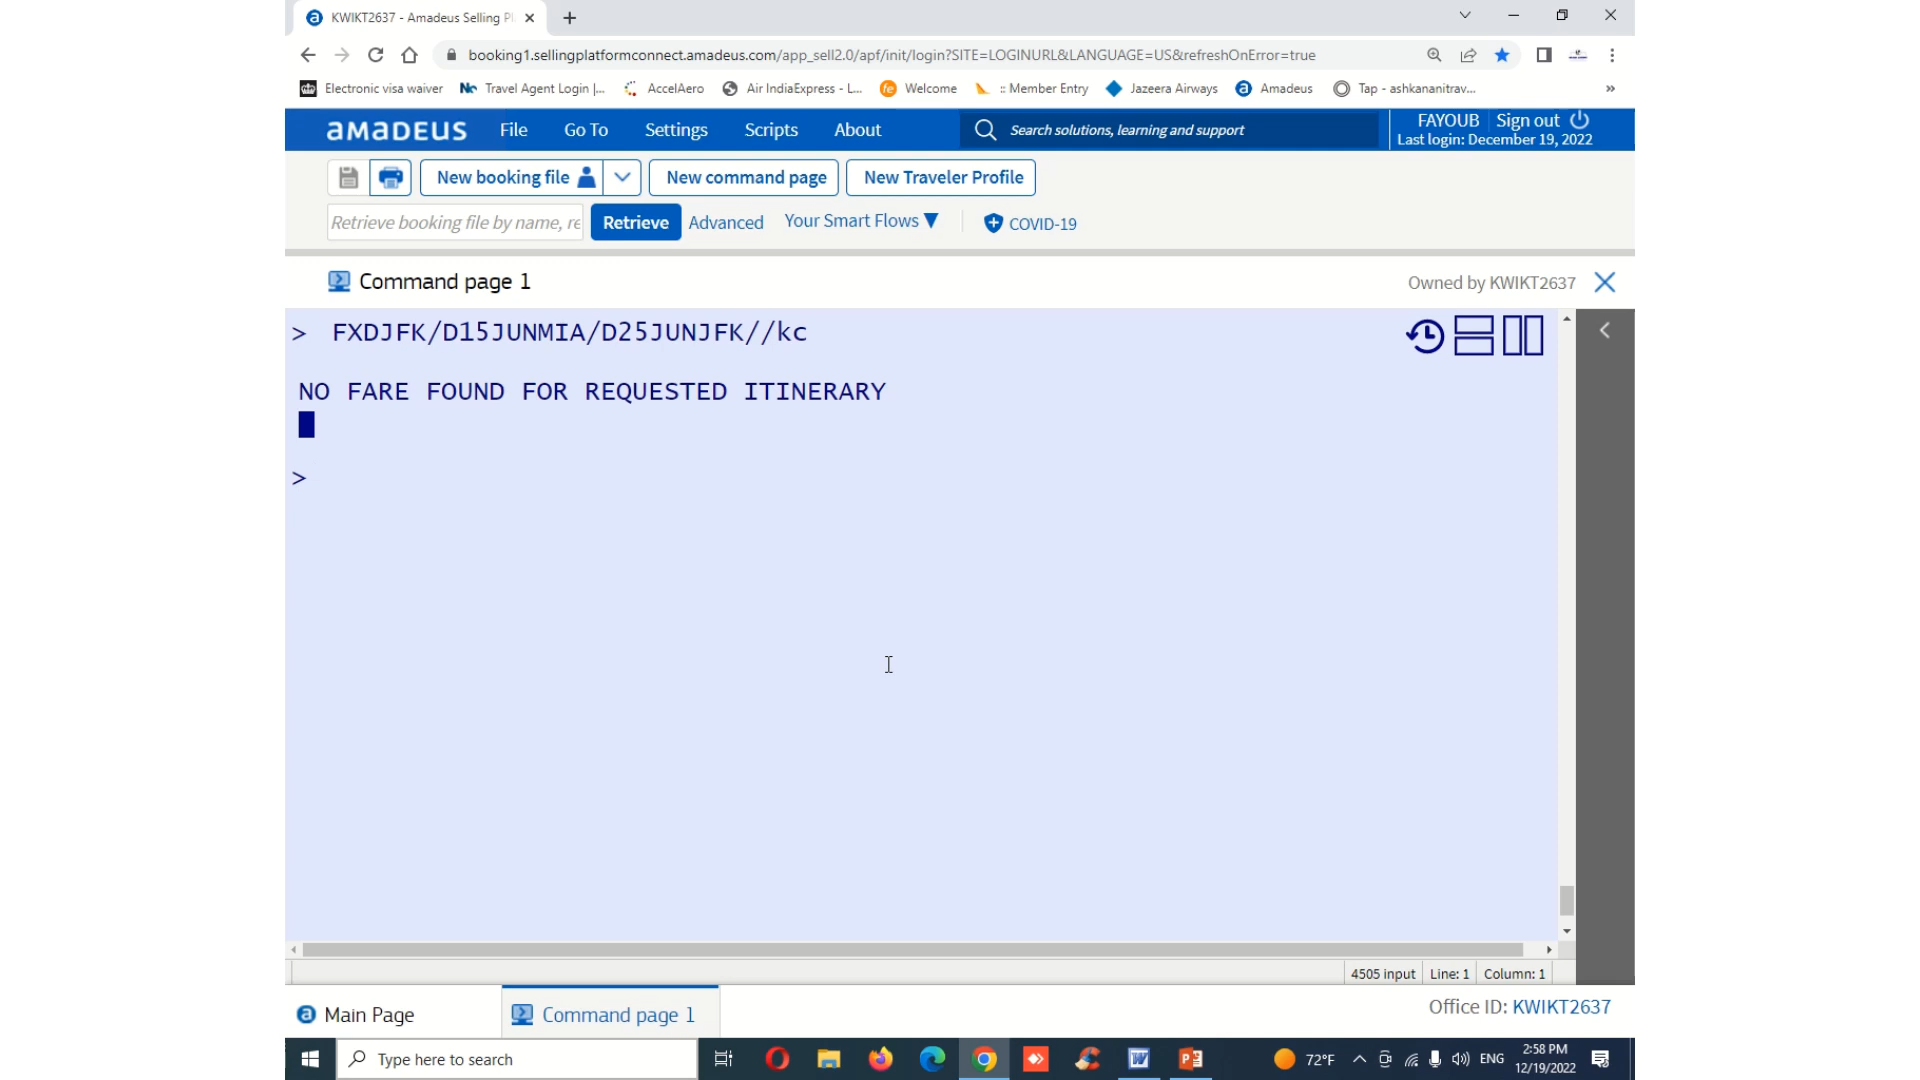 KWIKT2637 - Amadeus Selling Pl
booking1.sellingplatformconnect.amadeus.com/app_sell2.0/apf/init/login?SITE=LOGINURL&LANGUAGE=US&refreshOnError=true
Electronic visa waiver Travel Agent Login |... AccelAero Air IndiaExpress - L... Welcome :: Member Entry Jazeera Airways Amadeus Tap - ashkananitrav... »
amadeus File Go To Settings Scripts About Search solutions, learning and support FAYOUB Sign out
Last login: December 19, 2022
New booking file New command page New Traveler Profile
Retrieve booking file by name, re Retrieve Advanced Your Smart Flows COVID-19
Command page 1 Owned by KWIKT2637
> FXDJFK/D15JUNMIA/D25JUNJFK//kc
NO FARE FOUND FOR REQUESTED ITINERARY
>
4505 input Line: 1 Column: 1
Main Page Command page 1 Office ID: KWIKT2637
Type here to search 72°F ENG 2:58 PM
12/19/2022